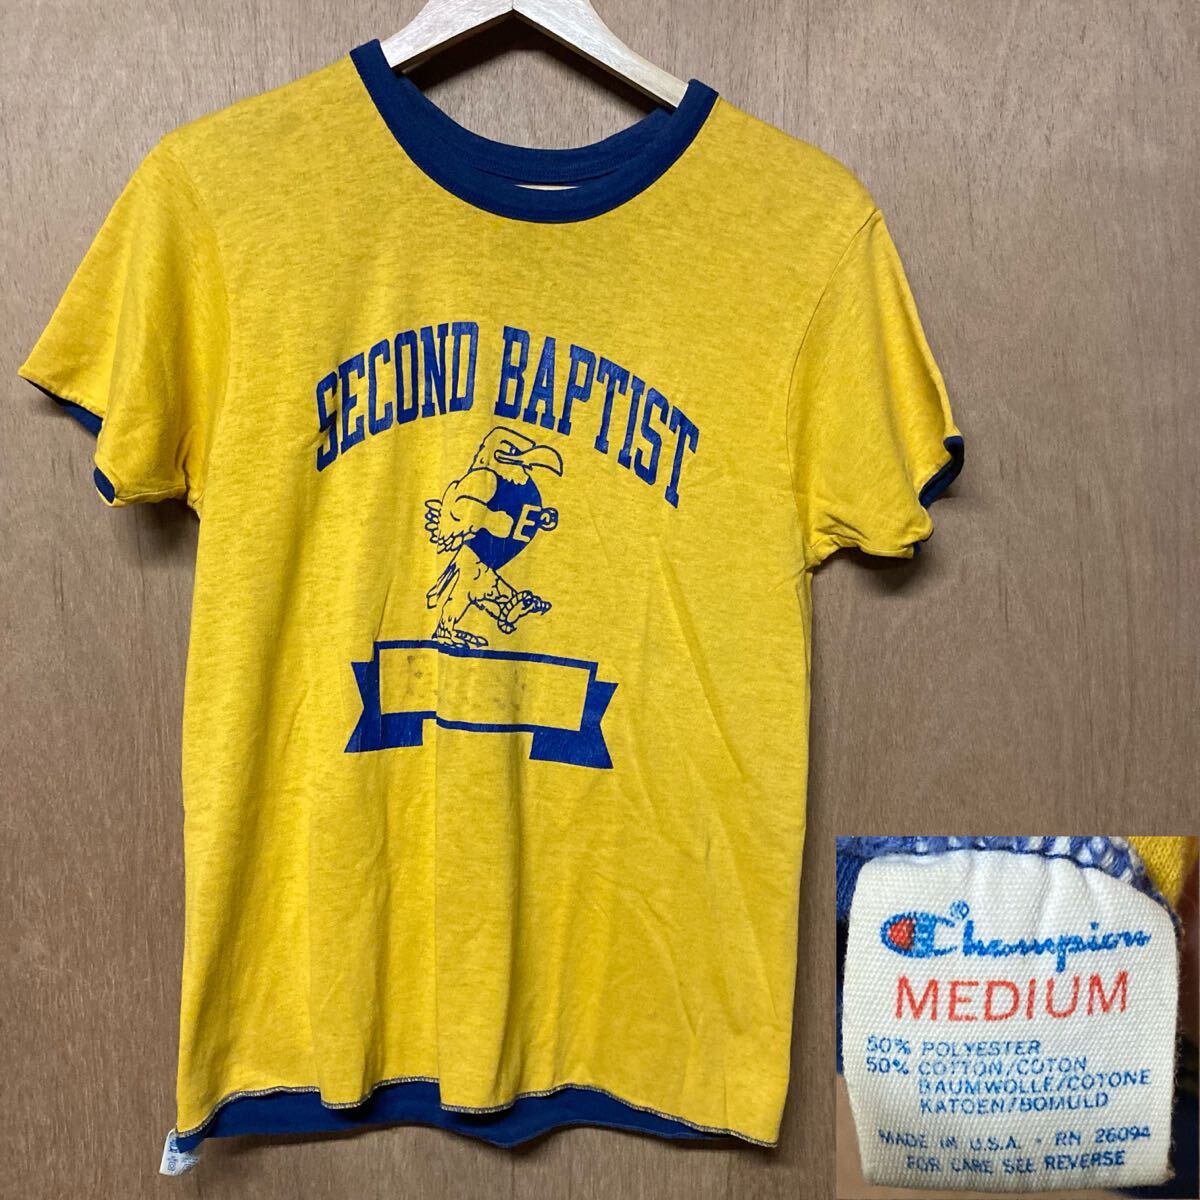 SECOND BAPTIST
E
Champion®
MEDIUM
50% POLYESTER
50% COTTON/COTON
BAUMWOLLE/COTONE
KATOEN/BOMULD
MADE IN U.S.A. · RN 26094
FOR CARE SEE REVERSE